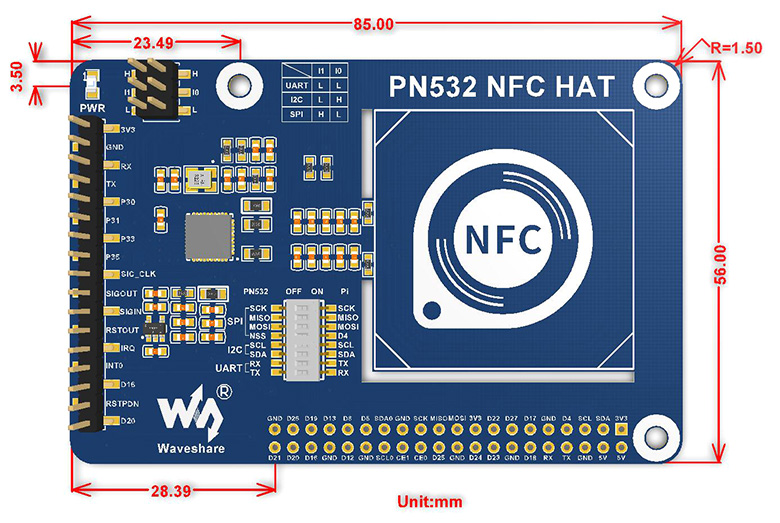 85.00
23.49
R=1.50
3.50
PWR
H H
I1 I0
L L
I1 I0
UART L L
I2C L H
SPI H L
PN532 NFC HAT
3V3
GND
RX
TX
P30
P31
P33
P35
SIC_CLK
SIGOUT
SIGIN
RSTOUT
IRQ
INT0
D16
RSTPDN
D20
NFC
56.00
PN532 OFF ON Pi
SCK SCK
MISO MISO
SPI
MOSI MOSI
NSS D4
I2C
SCL SCL
SDA SDA
UART
RX TX
TX RX
®
Waveshare
GND D26 D19 D13 D6 D5 SDA0 GND SCK MISO MOSI 3V3 D22 D27 D17 GND D4 SCL SDA 3V3
D21 D20 D16 GND D12 GND SCL0 CE1 CE0 D25 GND D24 D23 GND D18 RX TX GND 5V 5V
28.39
Unit:mm